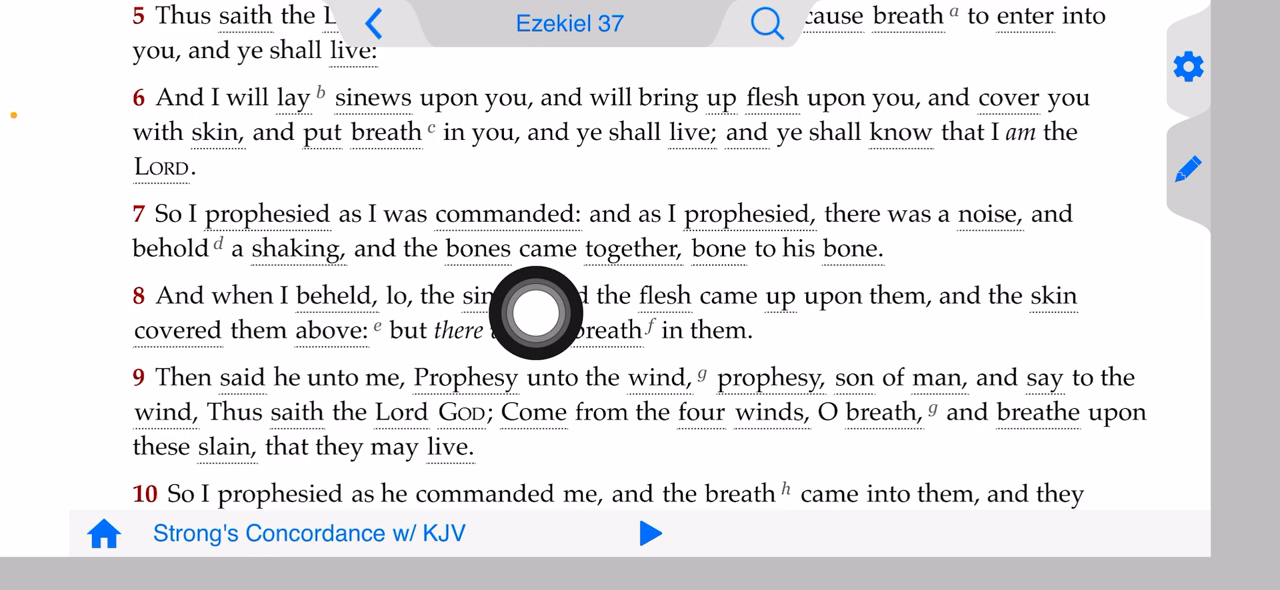 5 Thus saith the L
Ezekiel 37
cause breath a to enter into
you, and ye shall live:
6 And I will lay b sinews upon you, and will bring up flesh upon you, and cover you
with skin, and put breath c in you, and ye shall live; and ye shall know that I am the
LORD.
7 So I prophesied as I was commanded: and as I prophesied, there was a noise, and
behold d a shaking, and the bones came together, bone to his bone.
8 And when I beheld, lo, the sin the flesh came up upon them, and the skin
covered them above: e but there breath f in them.
9 Then said he unto me, Prophesy unto the wind, g prophesy, son of man, and say to the
wind, Thus saith the Lord GOD; Come from the four winds, O breath, g and breathe upon
these slain, that they may live.
10 So I prophesied as he commanded me, and the breath h came into them, and they
Strong's Concordance w/ KJV